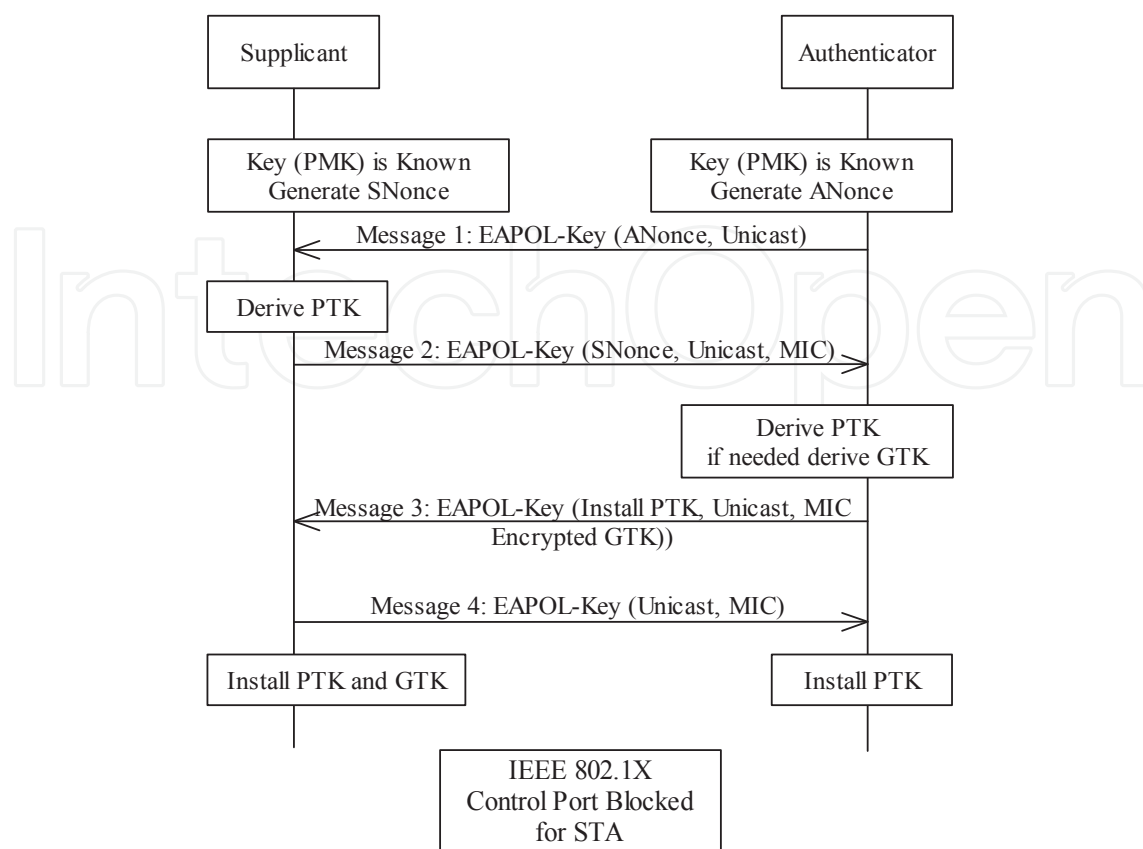 Supplicant
Authenticator
Key (PMK) is Known
Generate SNonce
Key (PMK) is Known
Generate ANonce
Message 1: EAPOL-Key (ANonce, Unicast)
IntechOpen
Derive PTK
Message 2: EAPOL-Key (SNonce, Unicast, MIC)
Derive PTK
if needed derive GTK
Message 3: EAPOL-Key (Install PTK, Unicast, MIC
Encrypted GTK))
Message 4: EAPOL-Key (Unicast, MIC)
Install PTK and GTK
Install PTK
IEEE 802.1X
Control Port Blocked
for STA